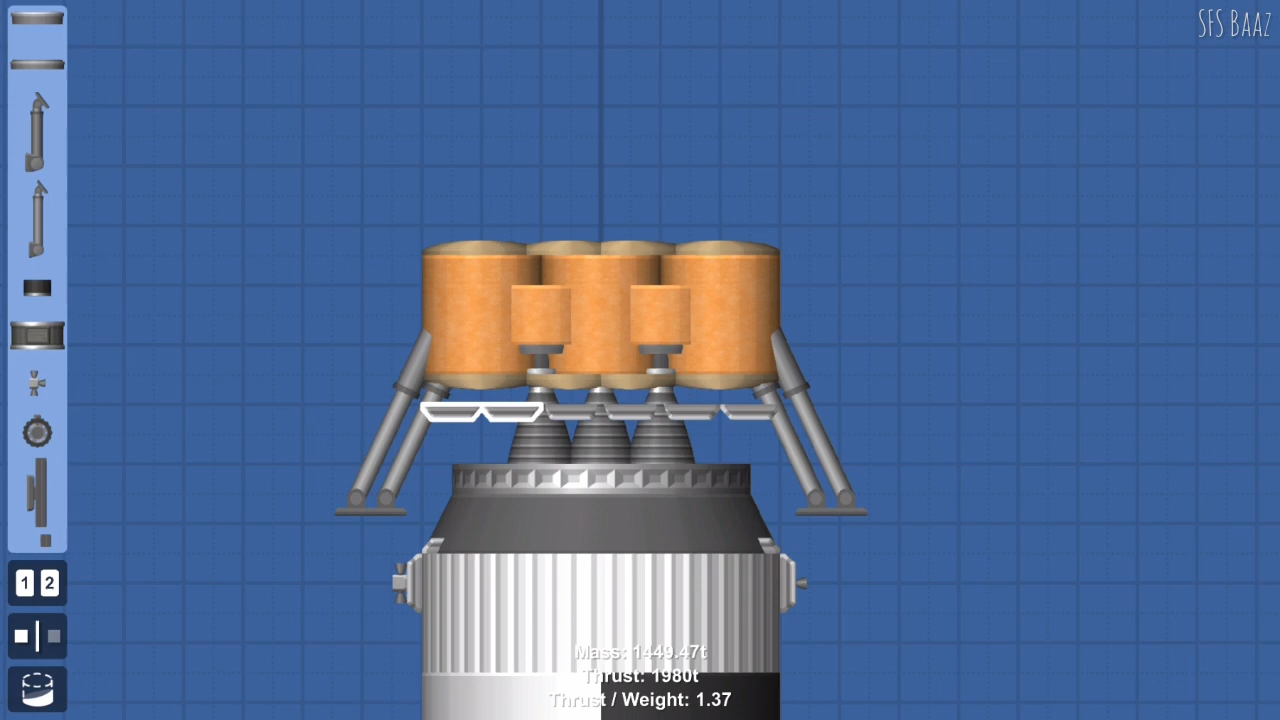 SFS BAAZ
1 2
Mass: 1449.47t
Thrust: 1980t
Thrust / Weight: 1.37